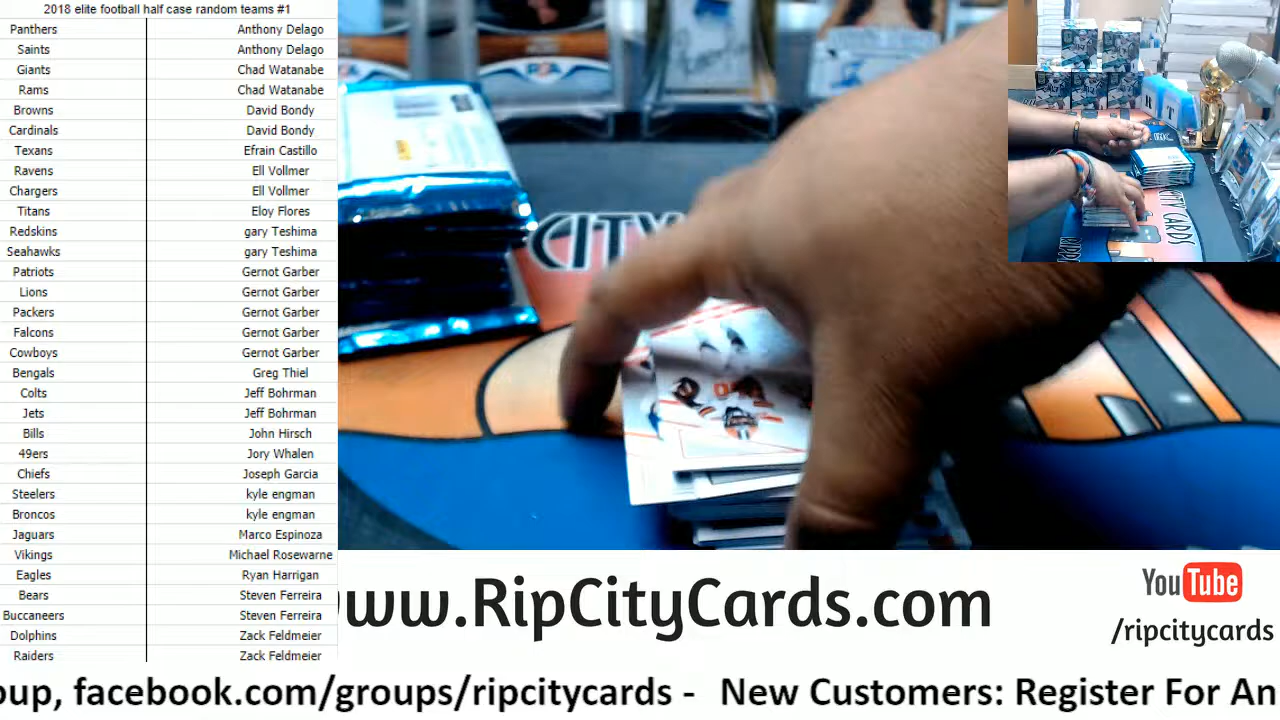 2018 elite football half case random teams #1
Panthers Anthony Delago
Saints Anthony Delago
Giants Chad Watanabe
Rams Chad Watanabe
Browns David Bondy
Cardinals David Bondy
Texans Efrain Castillo
Ravens Ell Vollmer
Chargers Ell Vollmer
Titans Eloy Flores
Redskins gary Teshima
Seahawks gary Teshima
Patriots Gernot Garber
Lions Gernot Garber
Packers Gernot Garber
Falcons Gernot Garber
Cowboys Gernot Garber
Bengals Greg Thiel
Colts Jeff Bohrman
Jets Jeff Bohrman
Bills John Hirsch
49ers Jory Whalen
Chiefs Joseph Garcia
Steelers kyle engman
Broncos kyle engman
Jaguars Marco Espinoza
Vikings Michael Rosewarne
Eagles Ryan Harrigan
Bears Steven Ferreira
Buccaneers Steven Ferreira
Dolphins Zack Feldmeier
Raiders Zack Feldmeier
CITY
CITY CARDS
www.RipCityCards.com
YouTube
/ripcitycards
oup, facebook.com/groups/ripcitycards - New Customers: Register For An